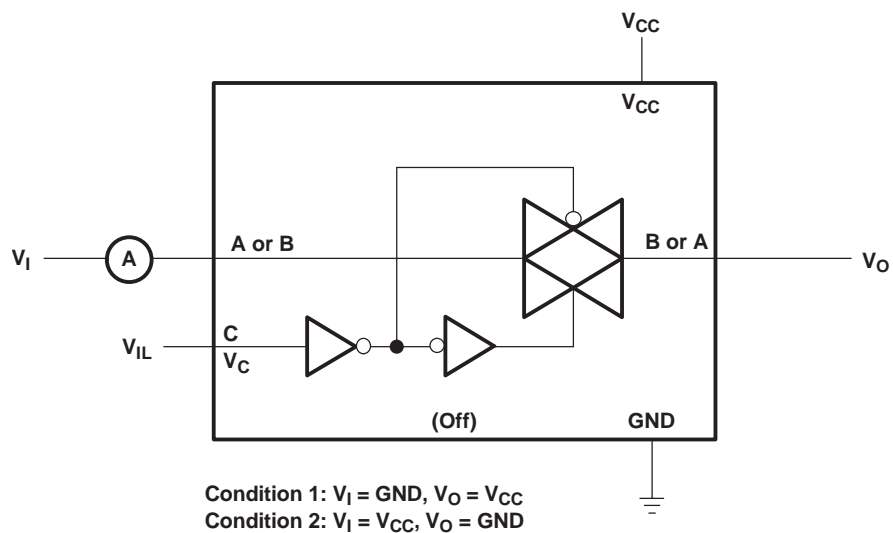 VCC
VCC
VI
A
A or B
B or A
VO
VIL
C
VC
(Off)
GND
Condition 1: VI = GND, VO = VCC
Condition 2: VI = VCC, VO = GND